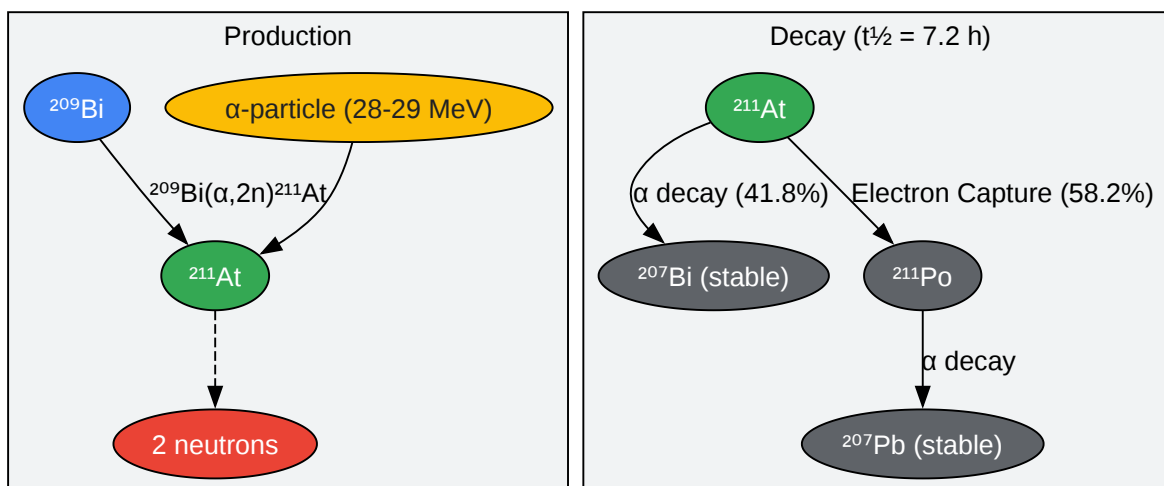 Production
²⁰⁹Bi
α-particle (28-29 MeV)
²⁰⁹Bi(α,2n)²¹¹At
²¹¹At
2 neutrons
Decay (t½ = 7.2 h)
²¹¹At
α decay (41.8%)
Electron Capture (58.2%)
²⁰⁷Bi (stable)
²¹¹Po
α decay
²⁰⁷Pb (stable)